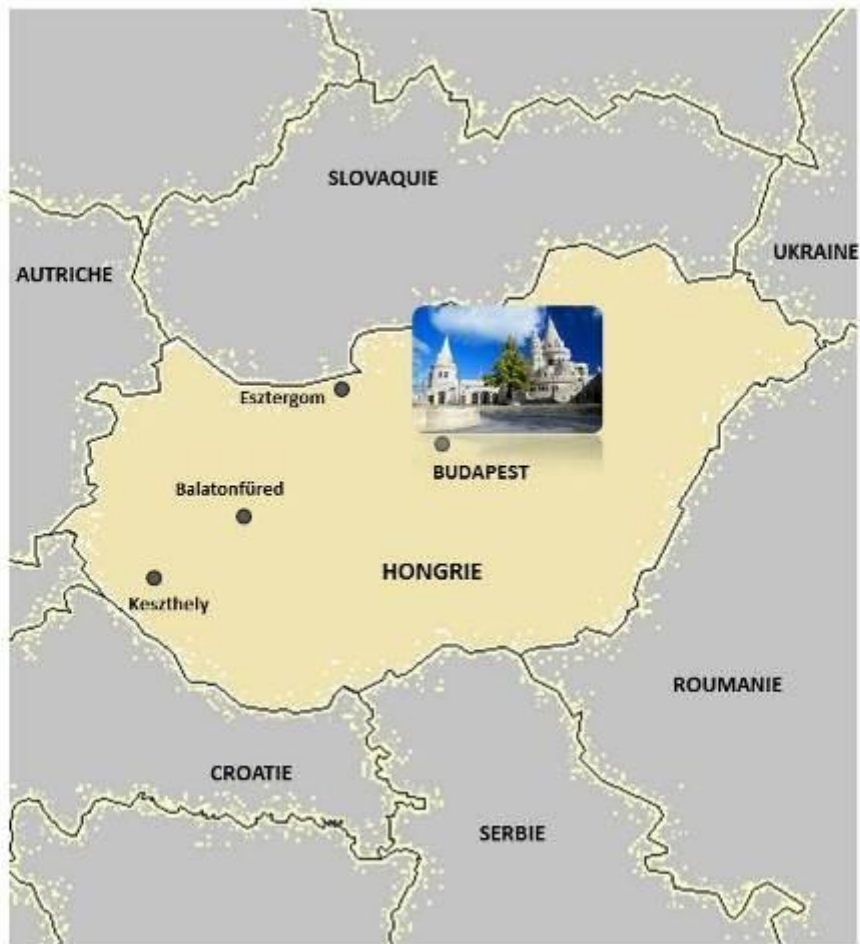 SLOVAQUIE
UKRAINE
AUTRICHE
Esztergom
BUDAPEST
Balatonfüred
HONGRIE
Keszthely
ROUMANIE
CROATIE
SERBIE